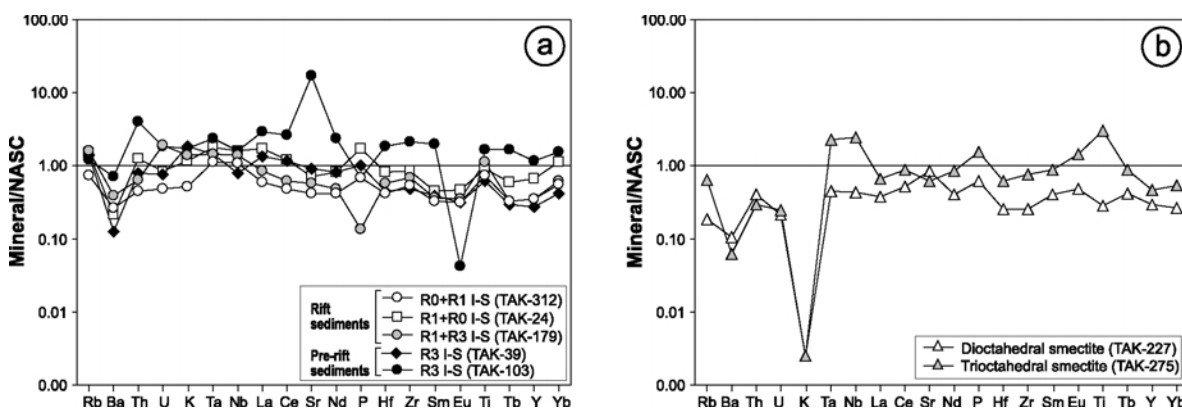 a
100.00
10.00
1.00
0.10
0.01
0.00
Mineral/NASC
Rift
sediments
R0+R1 I-S (TAK-312)
R1+R0 I-S (TAK-24)
R1+R3 I-S (TAK-179)
Pre-rift
sediments
R3 I-S (TAK-39)
R3 I-S (TAK-103)
Rb Ba Th U K Ta Nb La Ce Sr Nd P Hf Zr Sm Eu Ti Tb Y Yb
b
100.00
10.00
1.00
0.10
0.01
0.00
Mineral/NASC
Dioctahedral smectite (TAK-227)
Trioctahedral smectite (TAK-275)
Rb Ba Th U K Ta Nb La Ce Sr Nd P Hf Zr Sm Eu Ti Tb Y Yb